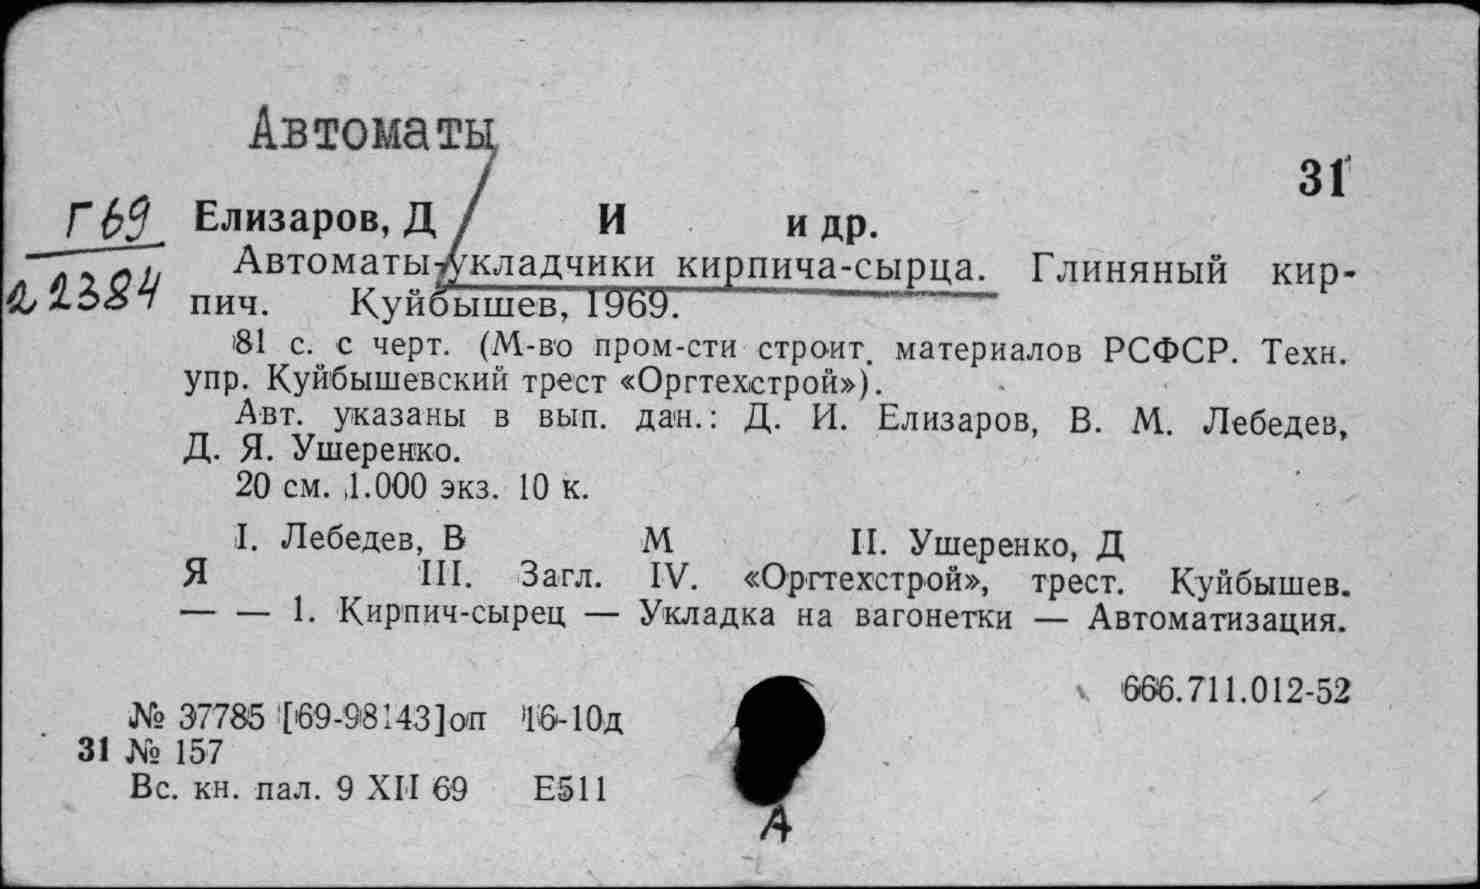 Автоматы
31
Г69 Елизаров, Д И и др.
Автоматы-укладчики кирпича-сырца. Глиняный кир-
22384 пич. Куйбышев, 1969.
81 с. с черт. (М-во пром-сти строит. материалов РСФСР. Техн.
упр. Куйбышевский трест «Оргтехстрой»).
Авт. указаны в вып. дан.: Д. И. Елизаров, В. М. Лебедев,
Д. Я. Ушеренко.
20 см. 1.000 экз. 10 к.
I. Лебедев, В М II. Ушеренко, Д
Я III. Загл. IV. «Оргтехстрой», трест. Куйбышев.
— — 1. Кирпич-сырец — Укладка на вагонетки — Автоматизация.
666.711.012-52
№ 37785 [69-98143]оп 16-10д
31 № 157
Вс. кн. пал. 9 XII 69 Е511
А